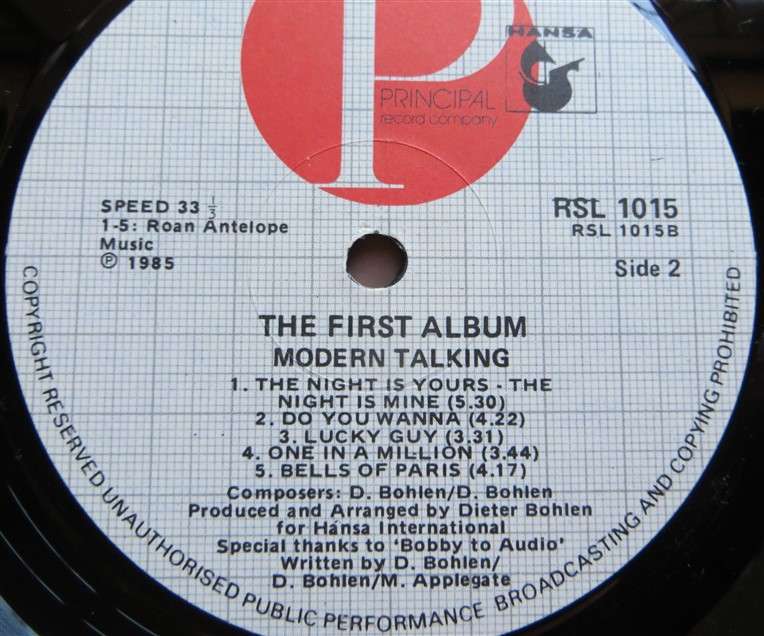 P
PRINCIPAL
record company
HANSA
SPEED 33 1/3
1-5: Roan Antelope
Music
℗ 1985
RSL 1015
RSL 1015B
Side 2
THE FIRST ALBUM
MODERN TALKING
1. THE NIGHT IS YOURS - THE
NIGHT IS MINE (5.30)
2. DO YOU WANNA (4.22)
3. LUCKY GUY (3.31)
4. ONE IN A MILLION (3.44)
5. BELLS OF PARIS (4.17)
Composers: D. Bohlen/D. Bohlen
Produced and Arranged by Dieter Bohlen
for Hansa International
Special thanks to ‘Bobby to Audio’
Written by D. Bohlen/
D. Bohlen/M. Applegate
COPYRIGHT RESERVED UNAUTHORISED PUBLIC PERFORMANCE BROADCASTING AND COPYING PROHIBITED